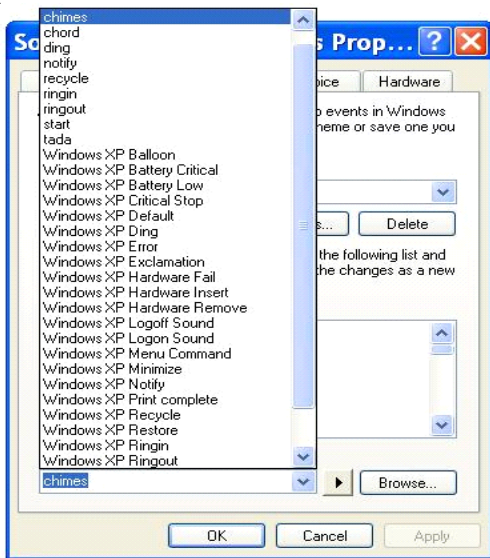 chimes
chord
ding
notify
recycle
ringin
ringout
start
tada
Windows XP Balloon
Windows XP Battery Critical
Windows XP Battery Low
Windows XP Critical Stop
Windows XP Default
Windows XP Ding
Windows XP Error
Windows XP Exclamation
Windows XP Hardware Fail
Windows XP Hardware Insert
Windows XP Hardware Remove
Windows XP Logoff Sound
Windows XP Logon Sound
Windows XP Menu Command
Windows XP Minimize
Windows XP Notify
Windows XP Print complete
Windows XP Recycle
Windows XP Restore
Windows XP Ringin
Windows XP Ringout
So s Prop...
oice Hardware
o events in Windows
heme or save one you
s... Delete
the following list and
the changes as a new
chimes Browse...
OK Cancel Apply